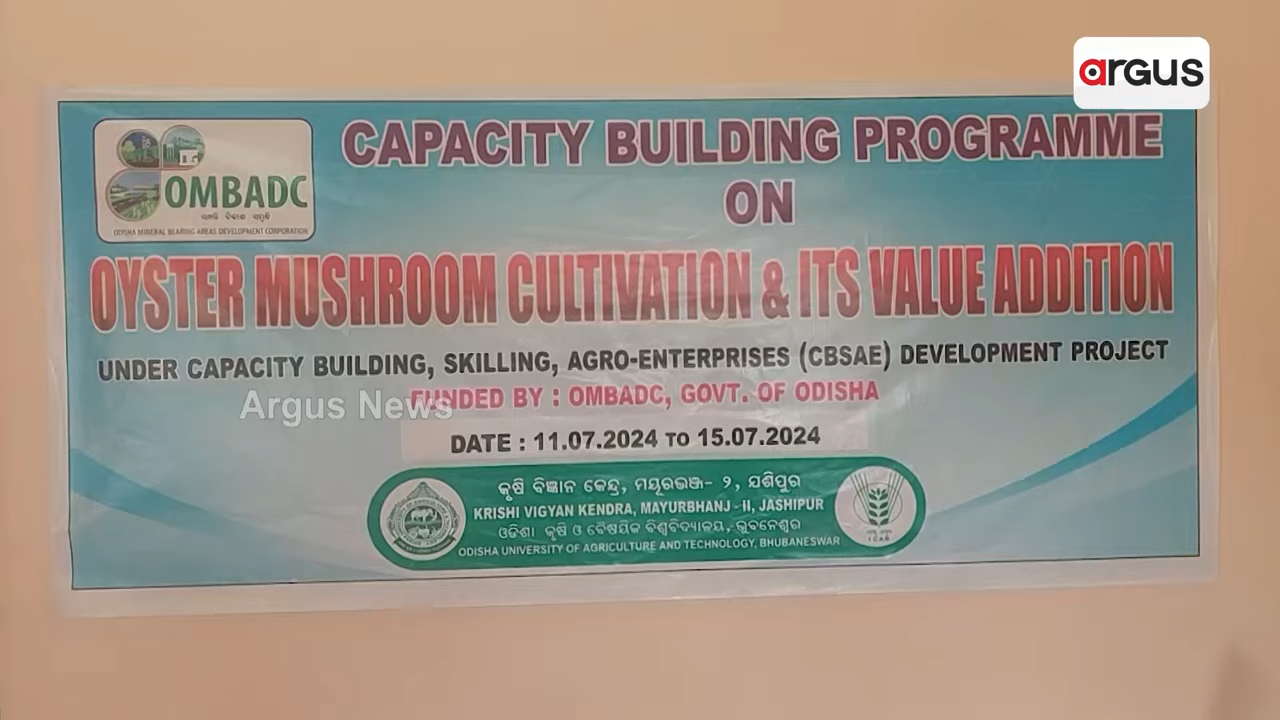 argus
CAPACITY BUILDING PROGRAMME
ON
OMBADC
ODISHA MINERAL BEARING AREAS DEVELOPMENT CORPORATION
OYSTER MUSHROOM CULTIVATION & ITS VALUE ADDITION
UNDER CAPACITY BUILDING, SKILLING, AGRO-ENTERPRISES (CBSAE) DEVELOPMENT PROJECT
FUNDED BY : OMBADC, GOVT. OF ODISHA
Argus News
DATE : 11.07.2024 TO 15.07.2024
କୃଷି ବିଜ୍ଞାନ କେନ୍ଦ୍ର, ମୟୂରଭଞ୍ଜ- ୨, ଯଶିପୁର
KRISHI VIGYAN KENDRA, MAYURBHANJ - II, JASHIPUR
ଓଡିଶା କୃଷି ଓ ବୈଷୟିକ ବିଶ୍ୱବିଦ୍ୟାଳୟ, ଭୁବନେଶ୍ୱର
ODISHA UNIVERSITY OF AGRICULTURE AND TECHNOLOGY, BHUBANESWAR
ICAR